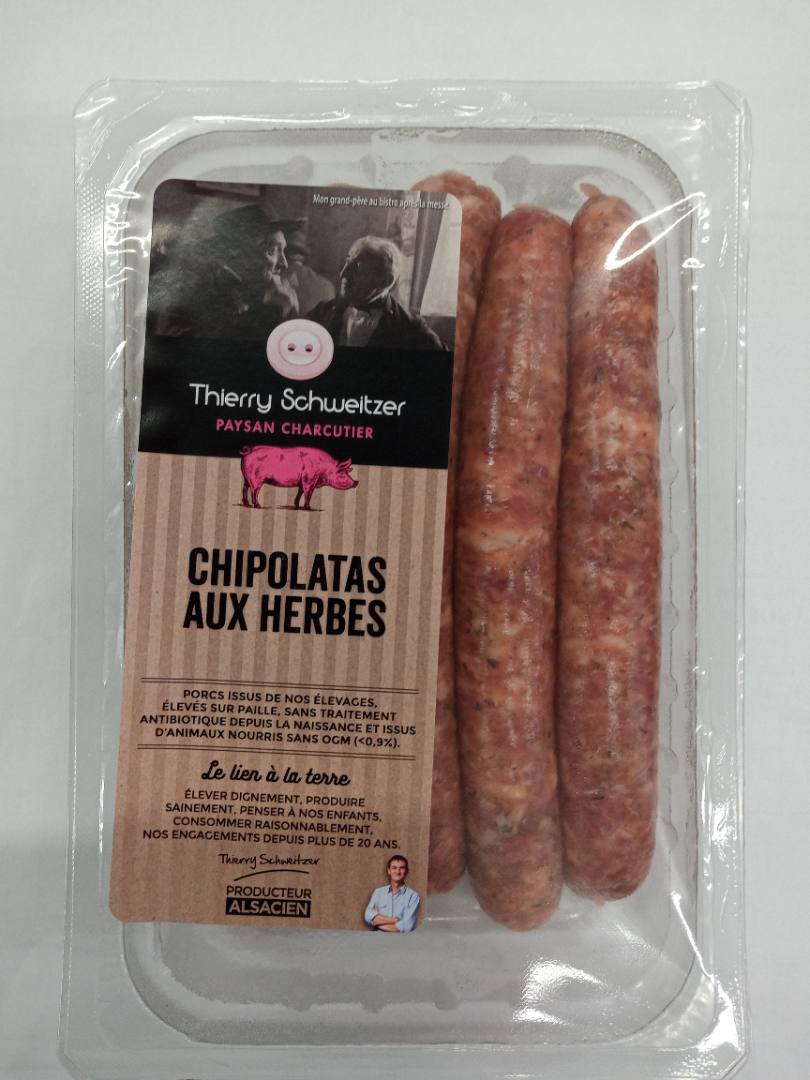 Mon grand-père au bistro après la messe
Thierry Schweitzer
PAYSAN CHARCUTIER
CHIPOLATAS
AUX HERBES
PORCS ISSUS DE NOS ÉLEVAGES,
ÉLEVÉS SUR PAILLE, SANS TRAITEMENT
ANTIBIOTIQUE DEPUIS LA NAISSANCE ET ISSUS
D'ANIMAUX NOURRIS SANS OGM (<0,9%).
Le lien à la terre
ÉLEVER DIGNEMENT, PRODUIRE
SAINEMENT, PENSER À NOS ENFANTS,
CONSOMMER RAISONNABLEMENT,
NOS ENGAGEMENTS DEPUIS PLUS DE 20 ANS.
Thierry Schweitzer
PRODUCTEUR
ALSACIEN